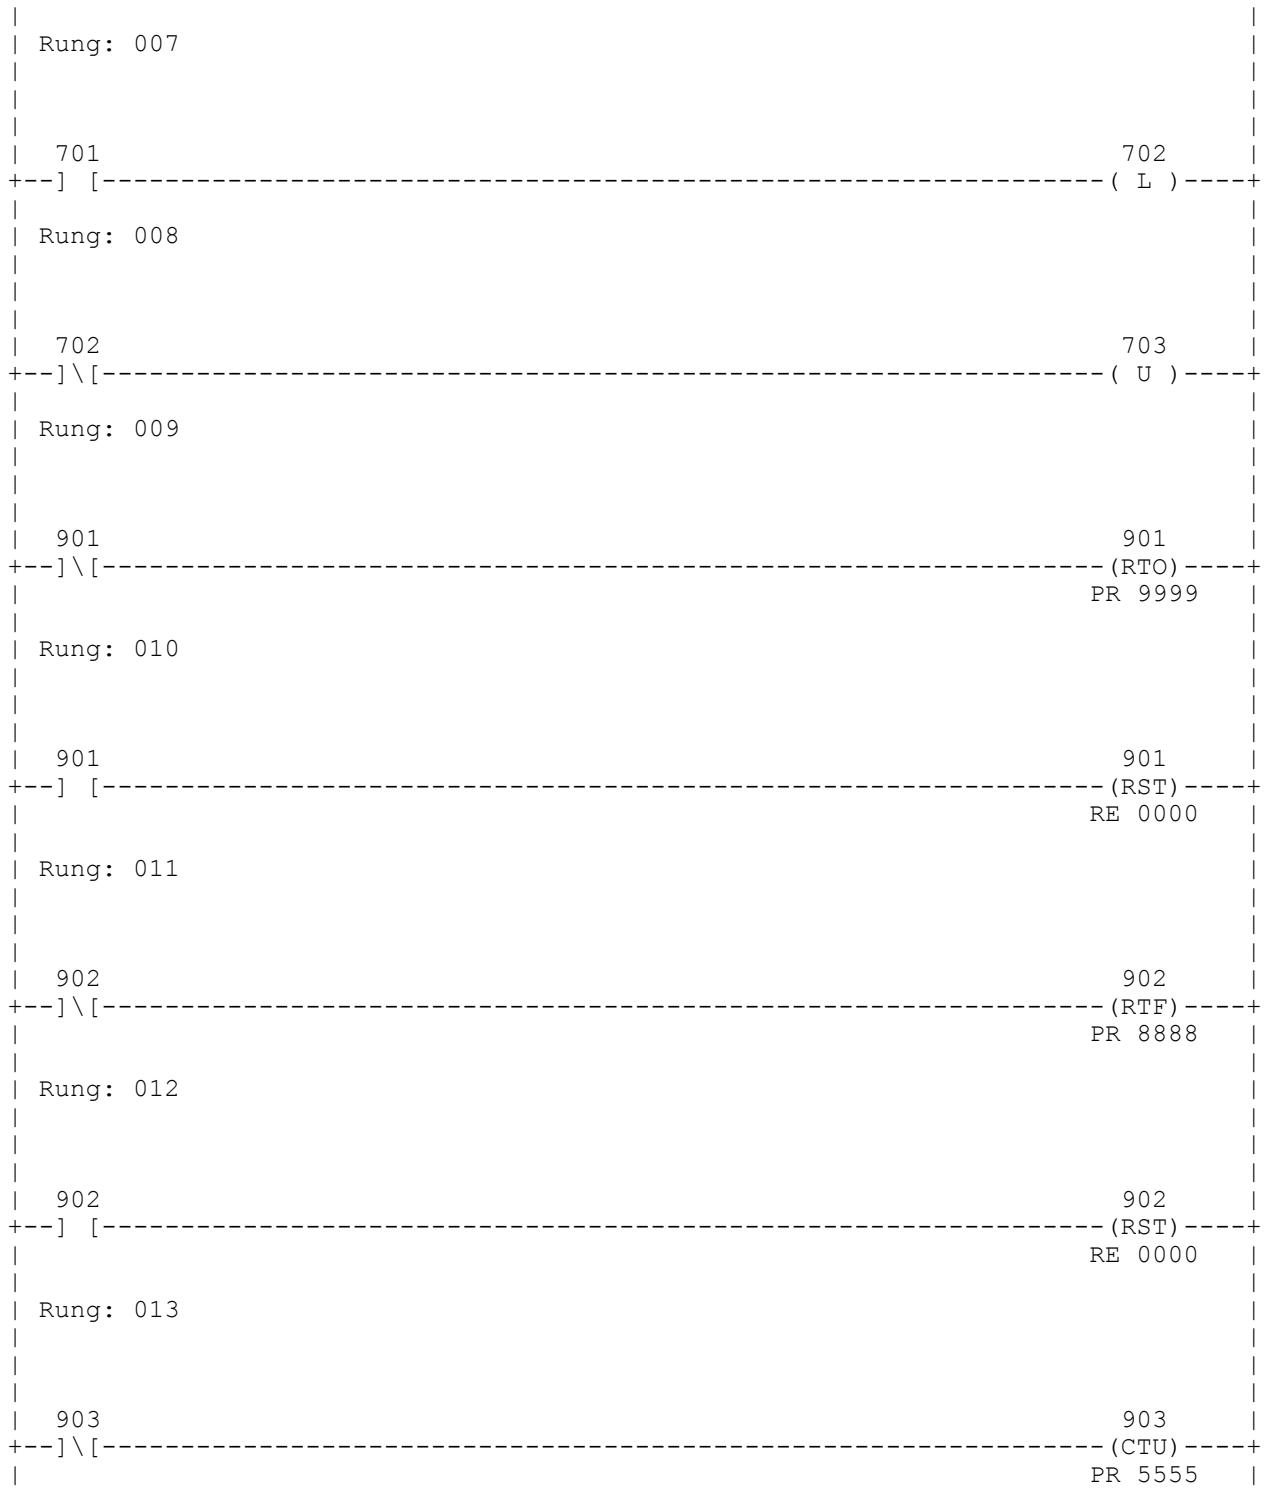 | Rung: 007 |
| 701 702 |
+--] [----------------------------------------------------------------( L )----+
| Rung: 008 |
| 702 703 |
+--]\[----------------------------------------------------------------( U )----+
| Rung: 009 |
| 901 901 |
+--]\[----------------------------------------------------------------(RTO)----+
| PR 9999 |
| Rung: 010 |
| 901 901 |
+--] [----------------------------------------------------------------(RST)----+
| RE 0000 |
| Rung: 011 |
| 902 902 |
+--]\[----------------------------------------------------------------(RTF)----+
| PR 8888 |
| Rung: 012 |
| 902 902 |
+--] [----------------------------------------------------------------(RST)----+
| RE 0000 |
| Rung: 013 |
| 903 903 |
+--]\[----------------------------------------------------------------(CTU)----+
| PR 5555 |